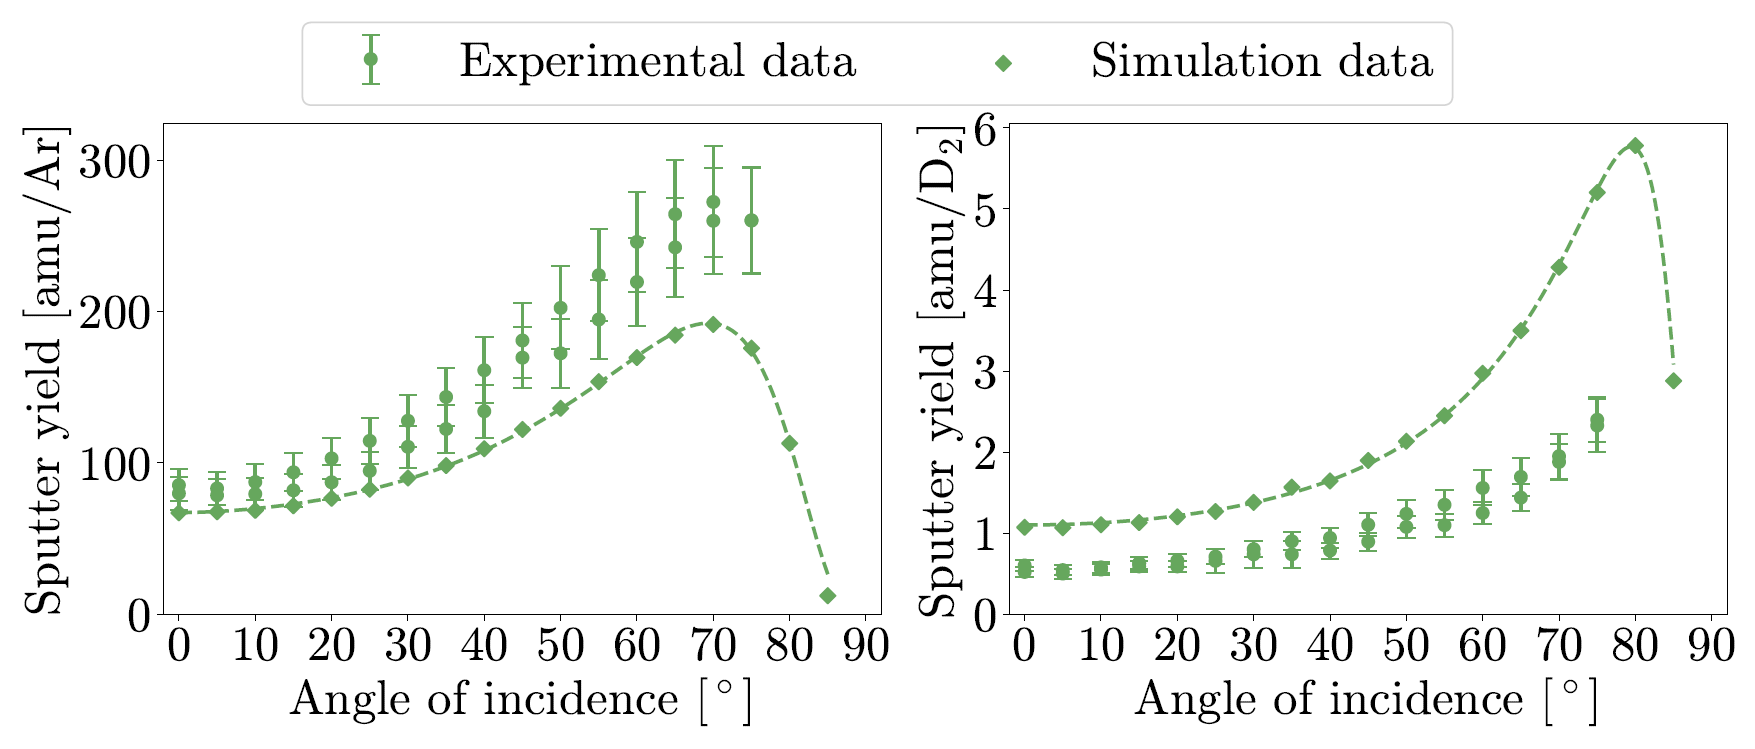 Experimental data
Simulation data
Sputter yield [amu/Ar]
300
200
100
0
0 10 20 30 40 50 60 70 80 90
Angle of incidence [°]
Sputter yield [amu/D₂]
6
5
4
3
2
1
0
0 10 20 30 40 50 60 70 80 90
Angle of incidence [°]